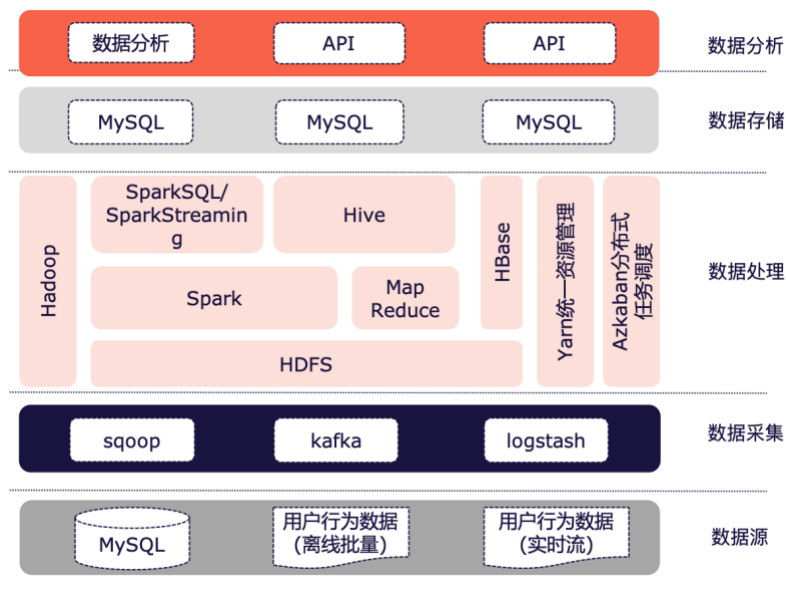 数据分析
API
API
数据分析
MySQL
MySQL
MySQL
数据存储
Hadoop
SparkSQL/
SparkStreamin
g
Hive
HBase
Yarn统一资源管理
Azkaban分布式
任务调度
数据处理
Spark
Map
Reduce
HDFS
sqoop
kafka
logstash
数据采集
MySQL
用户行为数据
(离线批量)
用户行为数据
(实时流)
数据源